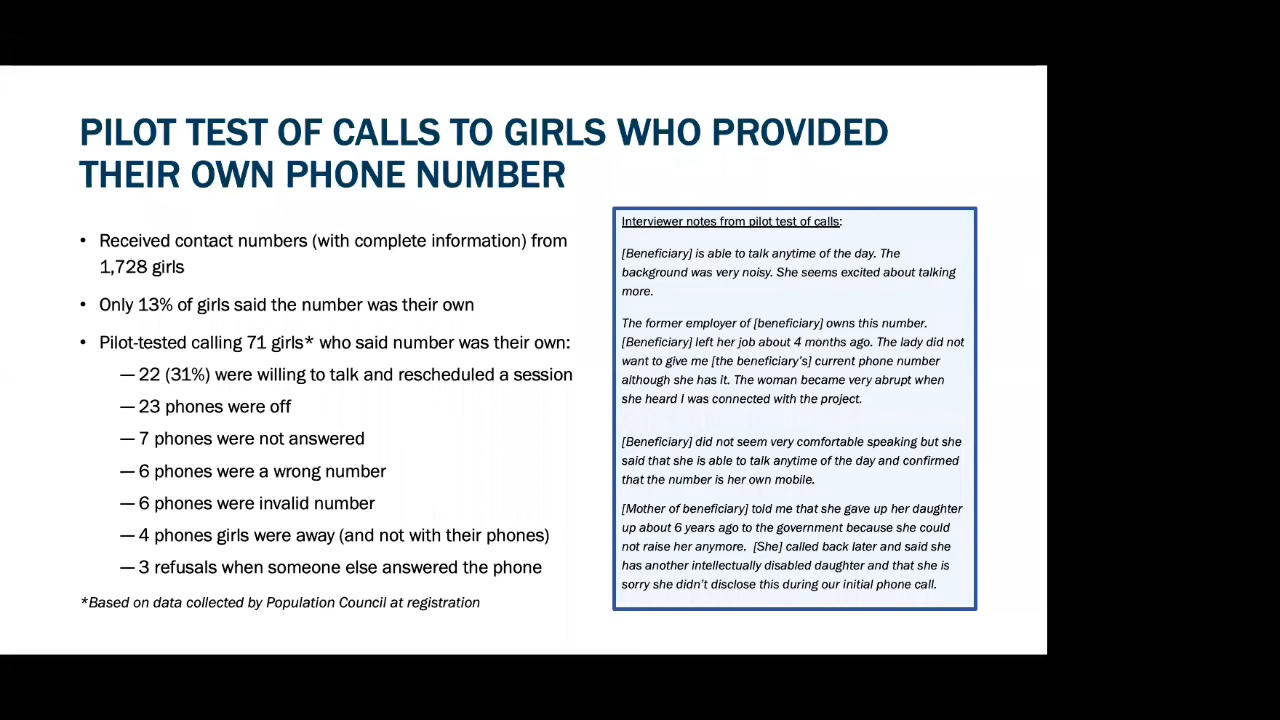 PILOT TEST OF CALLS TO GIRLS WHO PROVIDED
THEIR OWN PHONE NUMBER
• Received contact numbers (with complete information) from
1,728 girls
• Only 13% of girls said the number was their own
• Pilot-tested calling 71 girls* who said number was their own:
— 22 (31%) were willing to talk and rescheduled a session
— 23 phones were off
— 7 phones were not answered
— 6 phones were a wrong number
— 6 phones were invalid number
— 4 phones girls were away (and not with their phones)
— 3 refusals when someone else answered the phone
*Based on data collected by Population Council at registration
Interviewer notes from pilot test of calls:
[Beneficiary] is able to talk anytime of the day. The
background was very noisy. She seems excited about talking
more.
The former employer of [beneficiary] owns this number.
[Beneficiary] left her job about 4 months ago. The lady did not
want to give me [the beneficiary's] current phone number
although she has it. The woman became very abrupt when
she heard I was connected with the project.
[Beneficiary] did not seem very comfortable speaking but she
said that she is able to talk anytime of the day and confirmed
that the number is her own mobile.
[Mother of beneficiary] told me that she gave up her daughter
up about 6 years ago to the government because she could
not raise her anymore.  [She] called back later and said she
has another intellectually disabled daughter and that she is
sorry she didn't disclose this during our initial phone call.